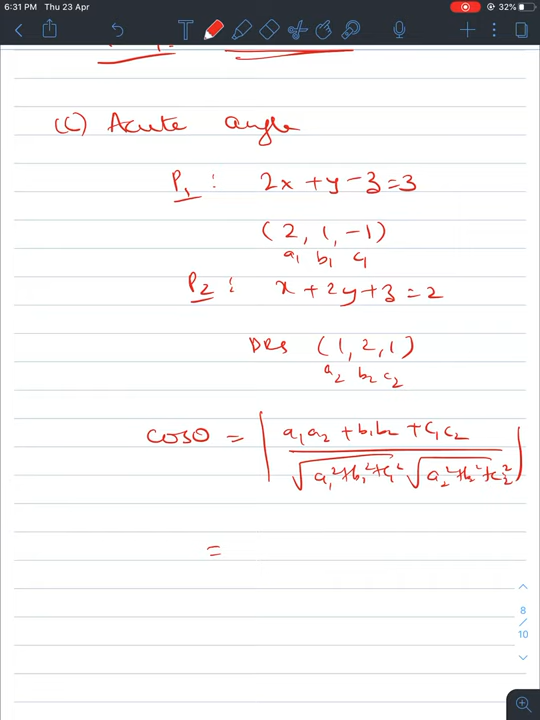 6:31 PM Thu 23 Apr 32%
(C) Acute angle
P₁ : 2x + y - 3 = 3
(2, 1, -1)
a₁ b₁ c₁
P₂ : x + 2y + 3 = 2
DRs (1, 2, 1)
a₂ b₂ c₂
cosθ = | a₁a₂ + b₁b₂ + c₁c₂ / √a₁²+b₁²+c₁² √a₂²+b₂²+c₂² |
=
8
/
10